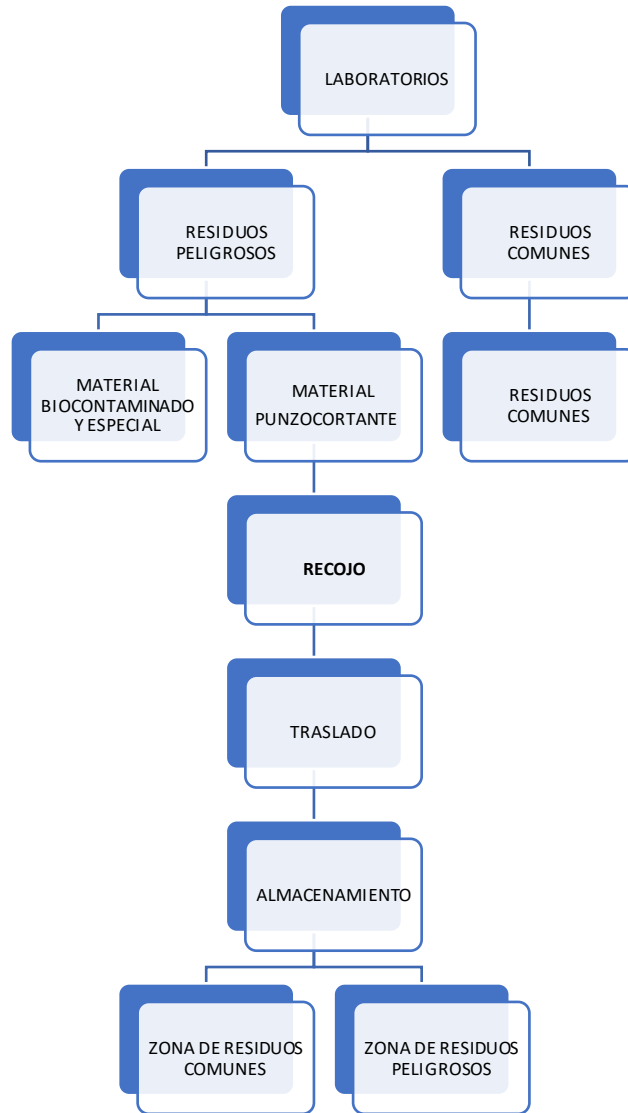 LABORATORIOS
RESIDUOS
PELIGROSOS
RESIDUOS
COMUNES
MATERIAL
BIOCONTAMINADO
Y ESPECIAL
MATERIAL
PUNZOCORTANTE
RESIDUOS
COMUNES
RECOJO
TRASLADO
ALMACENAMIENTO
ZONA DE RESIDUOS
COMUNES
ZONA DE RESIDUOS
PELIGROSOS